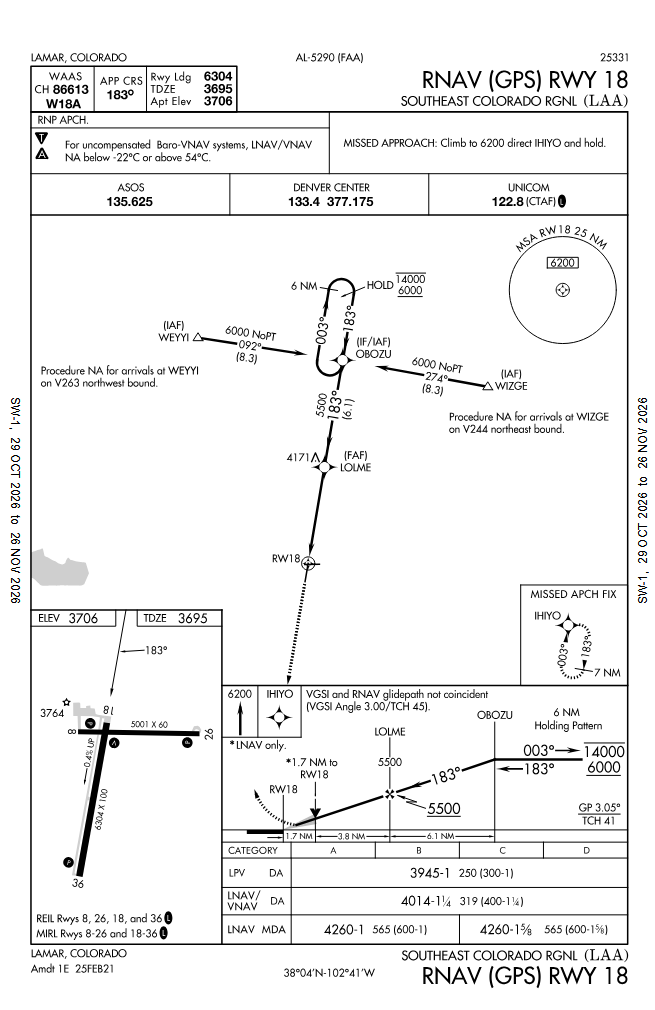 LAMAR, COLORADO
AL-5290 (FAA)
25331
WAAS
CH 86613
W18A
APP CRS
183°
Rwy Ldg 6304
TDZE 3695
Apt Elev 3706
RNAV (GPS) RWY 18
SOUTHEAST COLORADO RGNL (LAA)
RNP APCH.
T
A
For uncompensated Baro-VNAV systems, LNAV/VNAV
NA below -22°C or above 54°C.
MISSED APPROACH: Climb to 6200 direct IHIYO and hold.
ASOS
135.625
DENVER CENTER
133.4 377.175
UNICOM
122.8 (CTAF) L
MSA RW18 25 NM
6200
6 NM
HOLD
14000
6000
003°
183°
(IAF)
WEYYI
6000 NoPT
092°
(8.3)
(IF/IAF)
OBOZU
6000 NoPT
274°
(8.3)
(IAF)
WIZGE
Procedure NA for arrivals at WEYYI
on V263 northwest bound.
Procedure NA for arrivals at WIZGE
on V244 northeast bound.
5500
183°
(6.1)
4171
(FAF)
LOLME
RW18
SW-1, 29 OCT 2026 to 26 NOV 2026
SW-1, 29 OCT 2026 to 26 NOV 2026
MISSED APCH FIX
IHIYO
003°
183°
7 NM
ELEV 3706
TDZE 3695
183°
3764
18
8
5001 X 60
26
P
V
P
0.4% UP
6304 X 100
P
36
REIL Rwys 8, 26, 18, and 36 L
MIRL Rwys 8-26 and 18-36 L
6200
IHIYO
VGSI and RNAV glidepath not coincident
(VGSI Angle 3.00/TCH 45).
*LNAV only.
*1.7 NM to
RW18
RW18
LOLME
5500
OBOZU
6 NM
Holding Pattern
003°
183°
14000
6000
183°
5500
GP 3.05°
TCH 41
1.7 NM
3.8 NM
6.1 NM
CATEGORY A B C D
LPV DA 3945-1 250 (300-1)
LNAV/
VNAV DA 4014-1¼ 319 (400-1¼)
LNAV MDA 4260-1 565 (600-1) 4260-1⅝ 565 (600-1⅝)
LAMAR, COLORADO
Amdt 1E 25FEB21
38°04'N-102°41'W
SOUTHEAST COLORADO RGNL (LAA)
RNAV (GPS) RWY 18